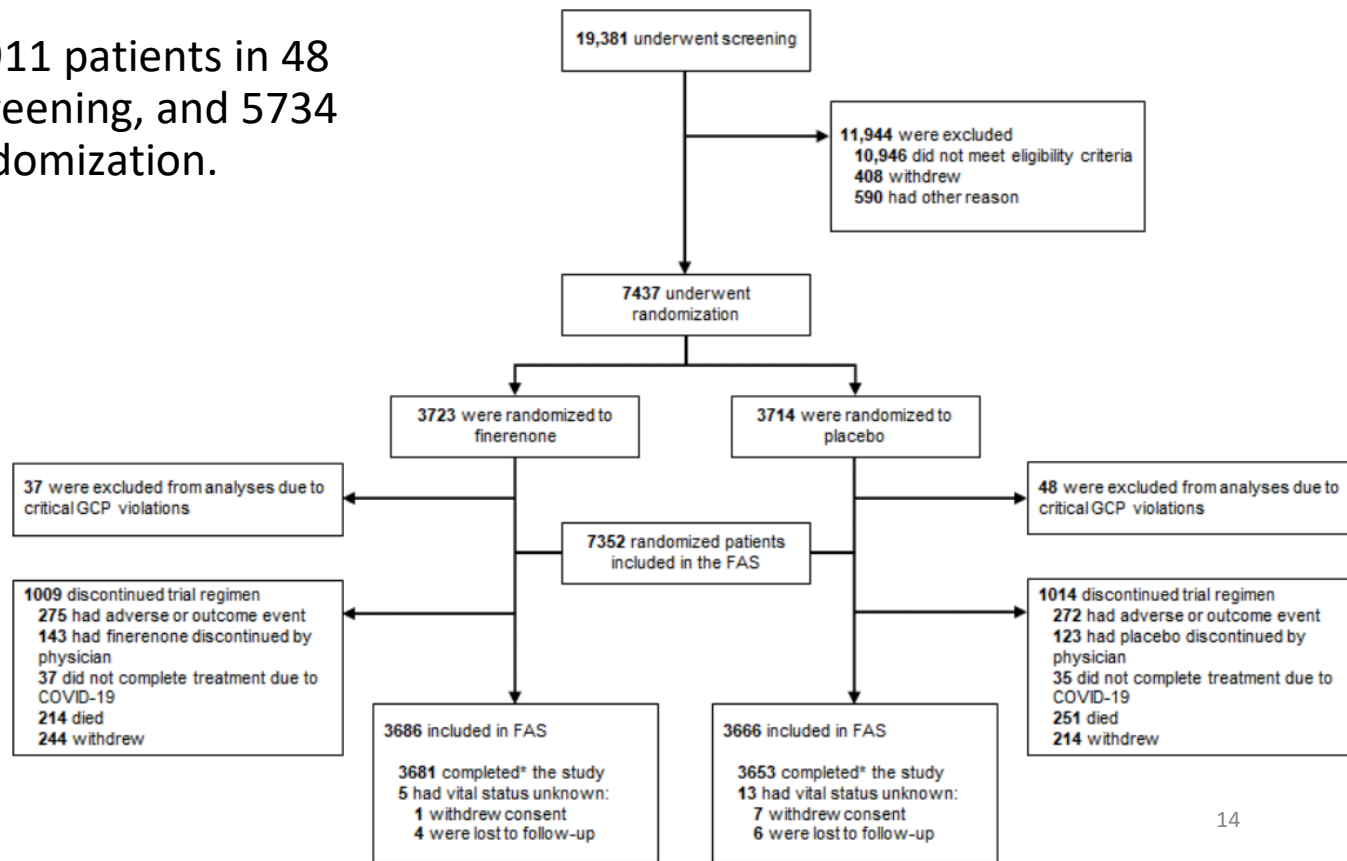 911 patients in 48
reening, and 5734
domization.
19,381 underwent screening
11,944 were excluded
10,946 did not meet eligibility criteria
408 withdrew
590 had other reason
7437 underwent
randomization
3723 were randomized to
finerenone
3714 were randomized to
placebo
37 were excluded from analyses due to
critical GCP violations
48 were excluded from analyses due to
critical GCP violations
7352 randomized patients
included in the FAS
1009 discontinued trial regimen
275 had adverse or outcome event
143 had finerenone discontinued by
physician
37 did not complete treatment due to
COVID-19
214 died
244 withdrew
1014 discontinued trial regimen
272 had adverse or outcome event
123 had placebo discontinued by
physician
35 did not complete treatment due to
COVID-19
251 died
214 withdrew
3686 included in FAS
3681 completed* the study
5 had vital status unknown:
1 withdrew consent
4 were lost to follow-up
3666 included in FAS
3653 completed* the study
13 had vital status unknown:
7 withdrew consent
6 were lost to follow-up
14